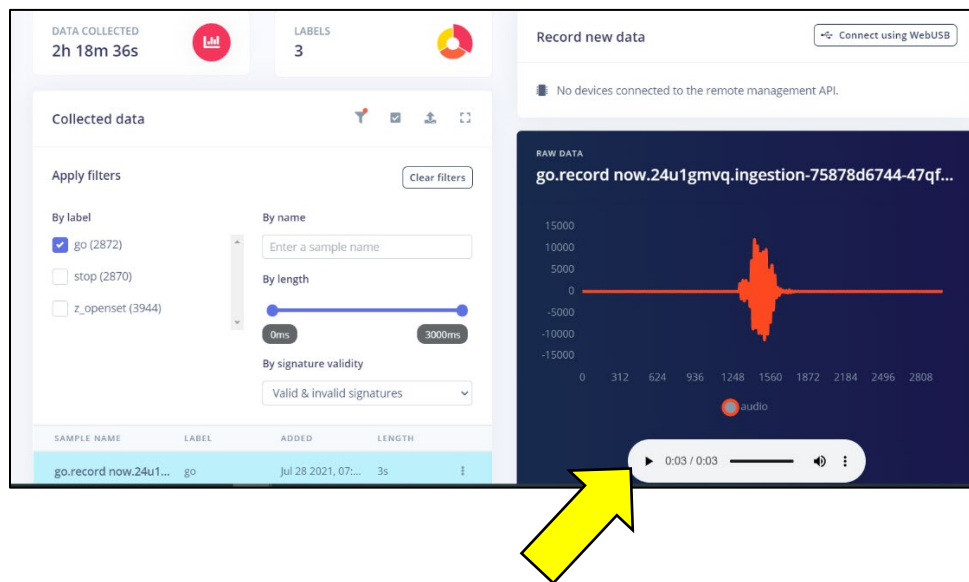 DATA COLLECTED
2h 18m 36s
LABELS
3
Collected data
Apply filters
Clear filters
By label
go (2872)
stop (2870)
z_openset (3944)
By name
Enter a sample name
By length
0ms
3000ms
By signature validity
Valid & invalid signatures
SAMPLE NAME LABEL ADDED LENGTH
go.record now.24u1... go Jul 28 2021, 07:... 3s
Record new data
Connect using WebUSB
No devices connected to the remote management API.
RAW DATA
go.record now.24u1gmvq.ingestion-75878d6744-47qf...
15000
10000
5000
0
-5000
-10000
-15000
0 312 624 936 1248 1560 1872 2184 2496 2808
audio
0:03 / 0:03